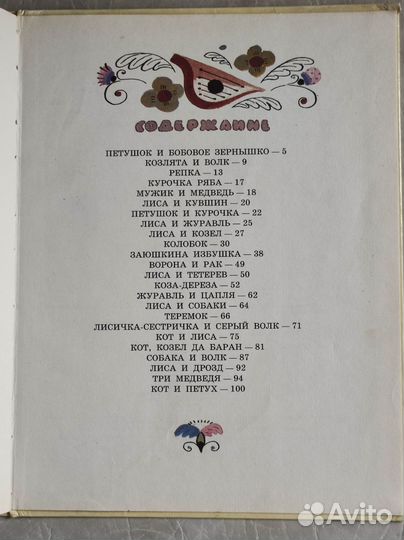 СОДЕРЖАНИЕ
ПЕТУШОК И БОБОВОЕ ЗЕРНЫШКО — 5
КОЗЛЯТА И ВОЛК — 9
РЕПКА — 13
КУРОЧКА РЯБА — 17
МУЖИК И МЕДВЕДЬ — 18
ЛИСА И КУВШИН — 20
ПЕТУШОК И КУРОЧКА — 22
ЛИСА И ЖУРАВЛЬ — 25
ЛИСА И КОЗЕЛ — 27
КОЛОБОК — 30
ЗАЮШКИНА ИЗБУШКА — 38
ВОРОНА И РАК — 49
ЛИСА И ТЕТЕРЕВ — 50
КОЗА-ДЕРЕЗА — 52
ЖУРАВЛЬ И ЦАПЛЯ — 62
ЛИСА И СОБАКИ — 64
ТЕРЕМОК — 66
ЛИСИЧКА-СЕСТРИЧКА И СЕРЫЙ ВОЛК — 71
КОТ И ЛИСА — 75
КОТ, КОЗЕЛ ДА БАРАН — 81
СОБАКА И ВОЛК — 87
ЛИСА И ДРОЗД — 92
ТРИ МЕДВЕДЯ — 94
КОТ И ПЕТУХ — 100
Avito